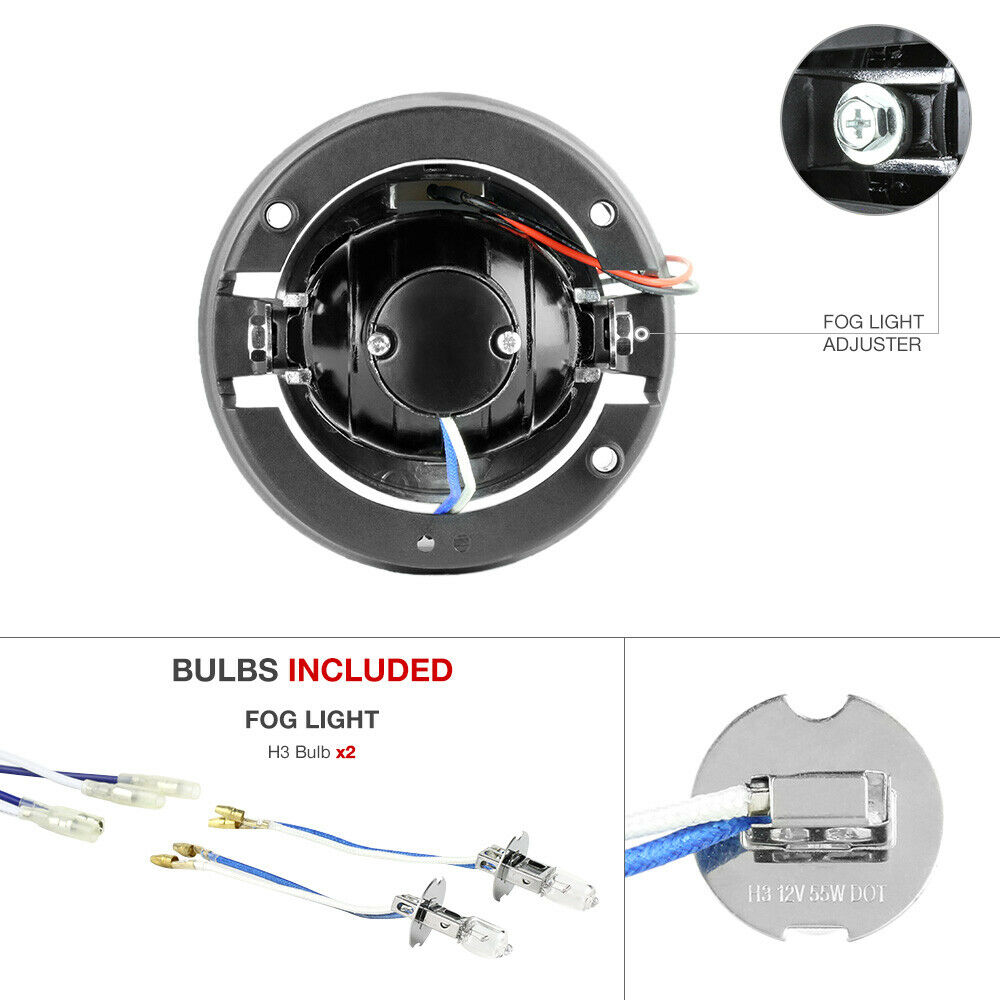 FOG LIGHT
ADJUSTER
BULBS INCLUDED
FOG LIGHT
H3 Bulb x2
H3 12V 55W DOT